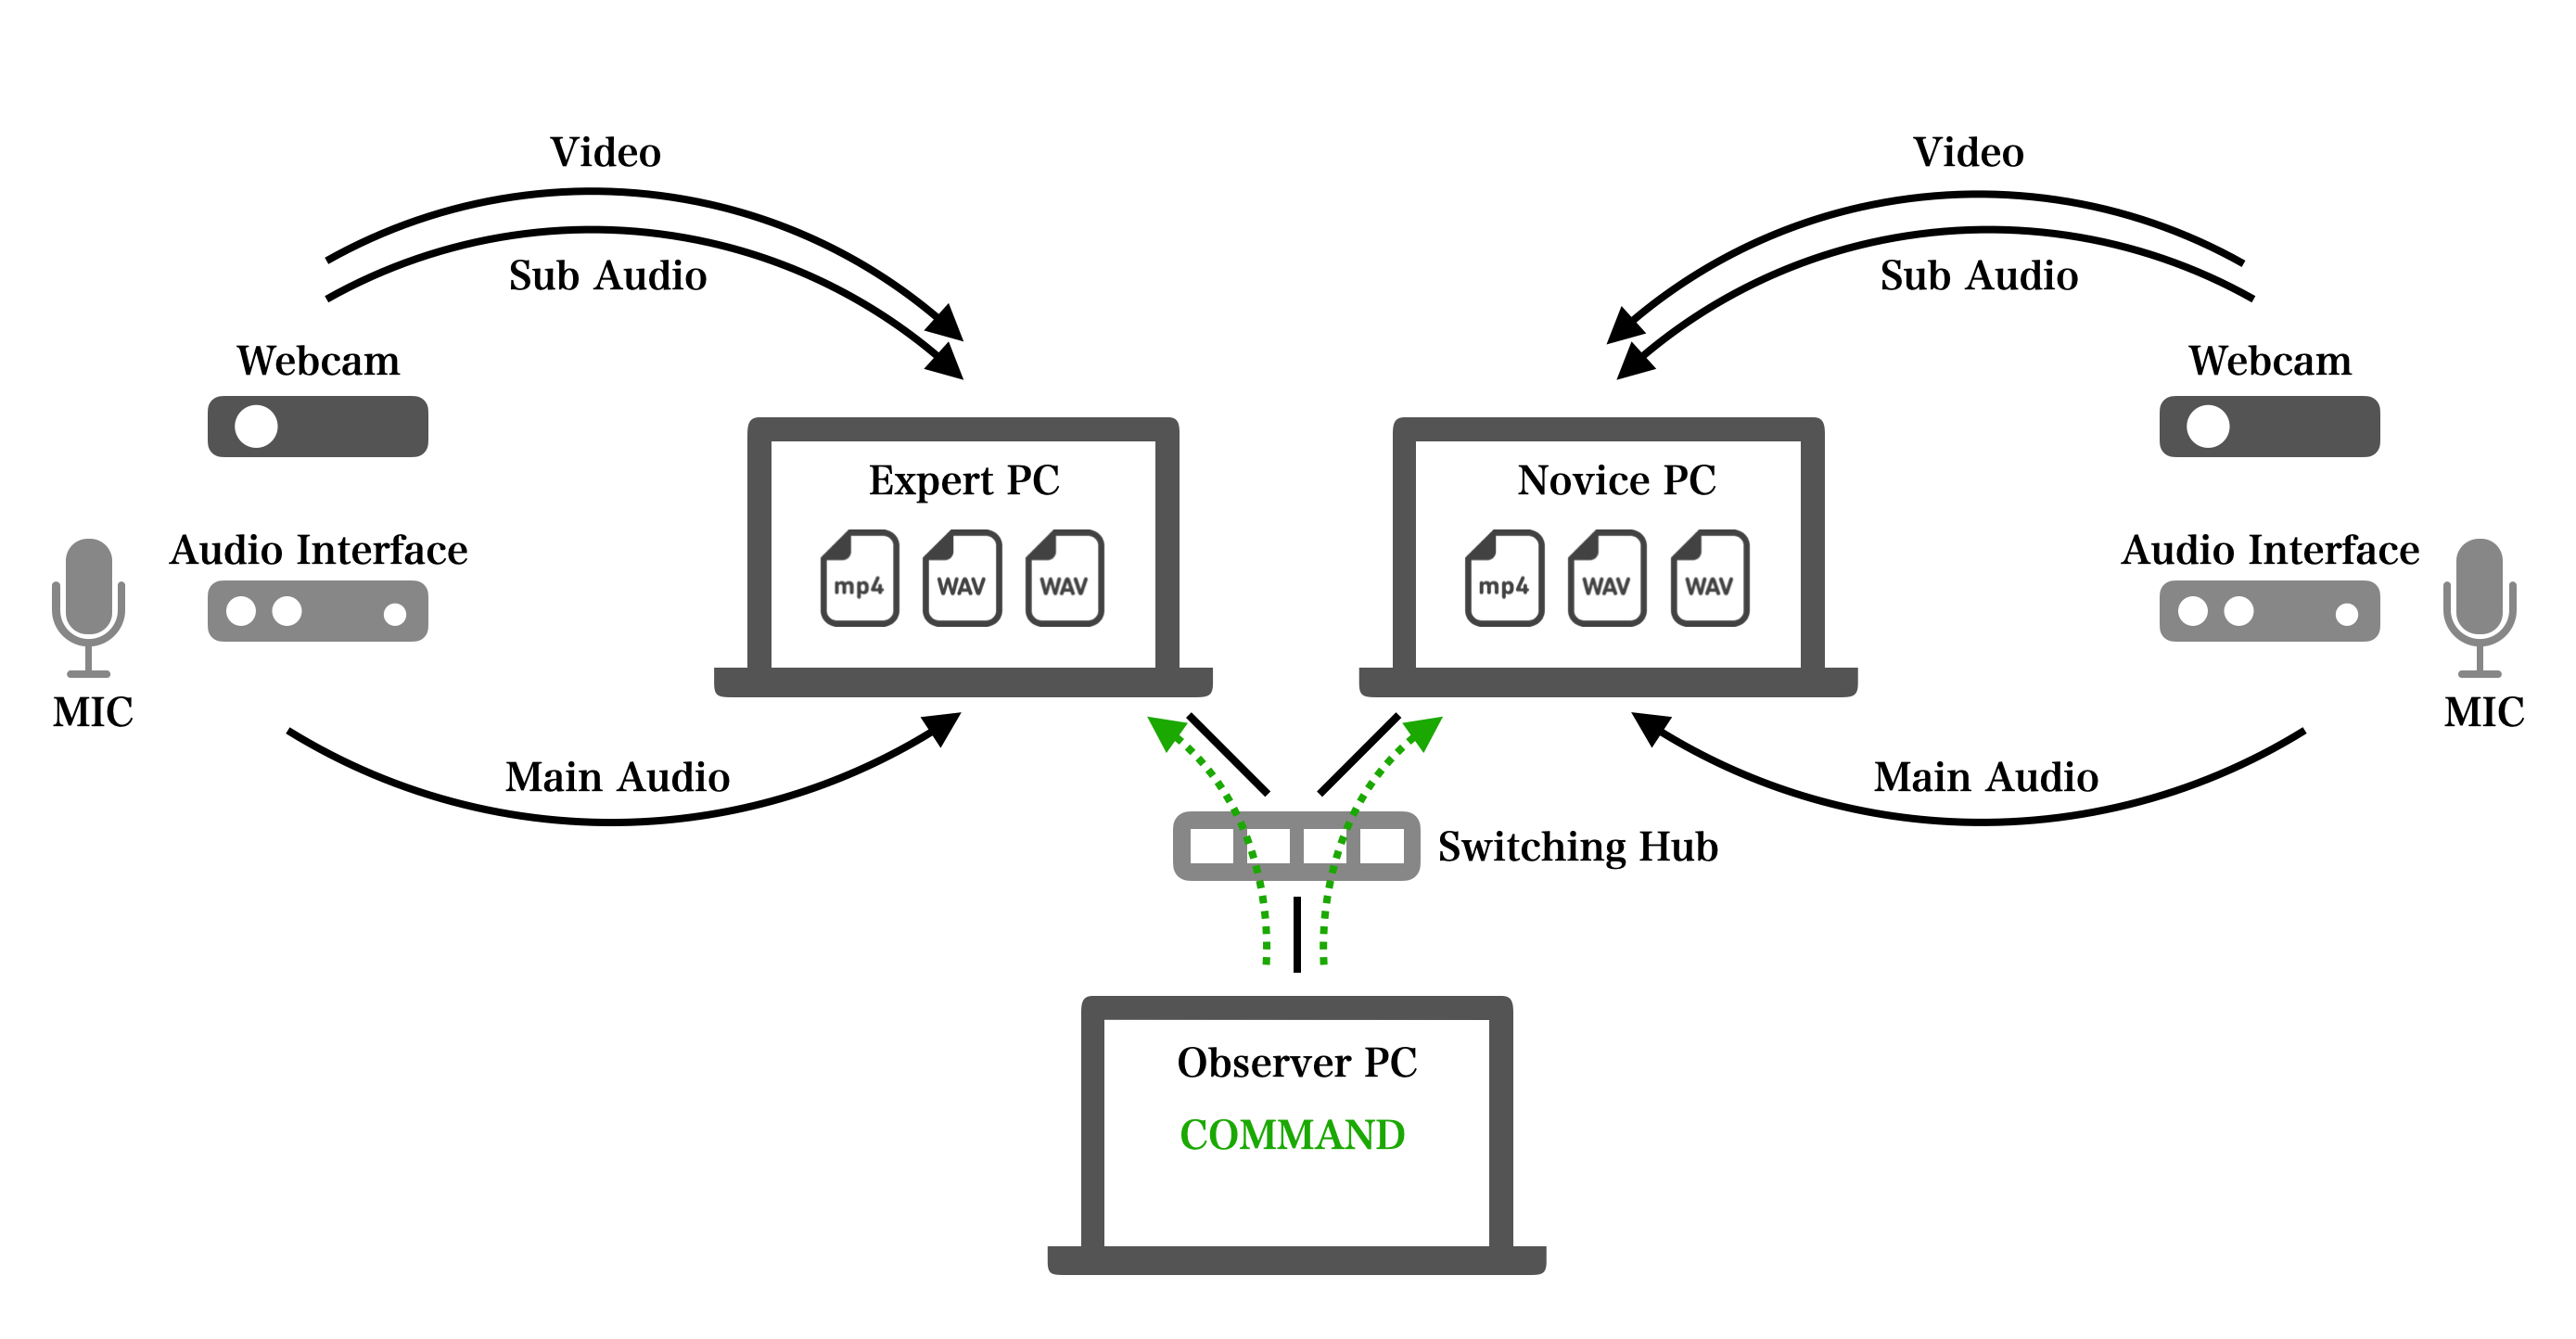 Video
Video
Sub Audio
Sub Audio
Webcam
Webcam
Expert PC
Novice PC
Audio Interface
Audio Interface
mp4 WAV WAV
mp4 WAV WAV
MIC
MIC
Main Audio
Main Audio
Switching Hub
Observer PC
COMMAND